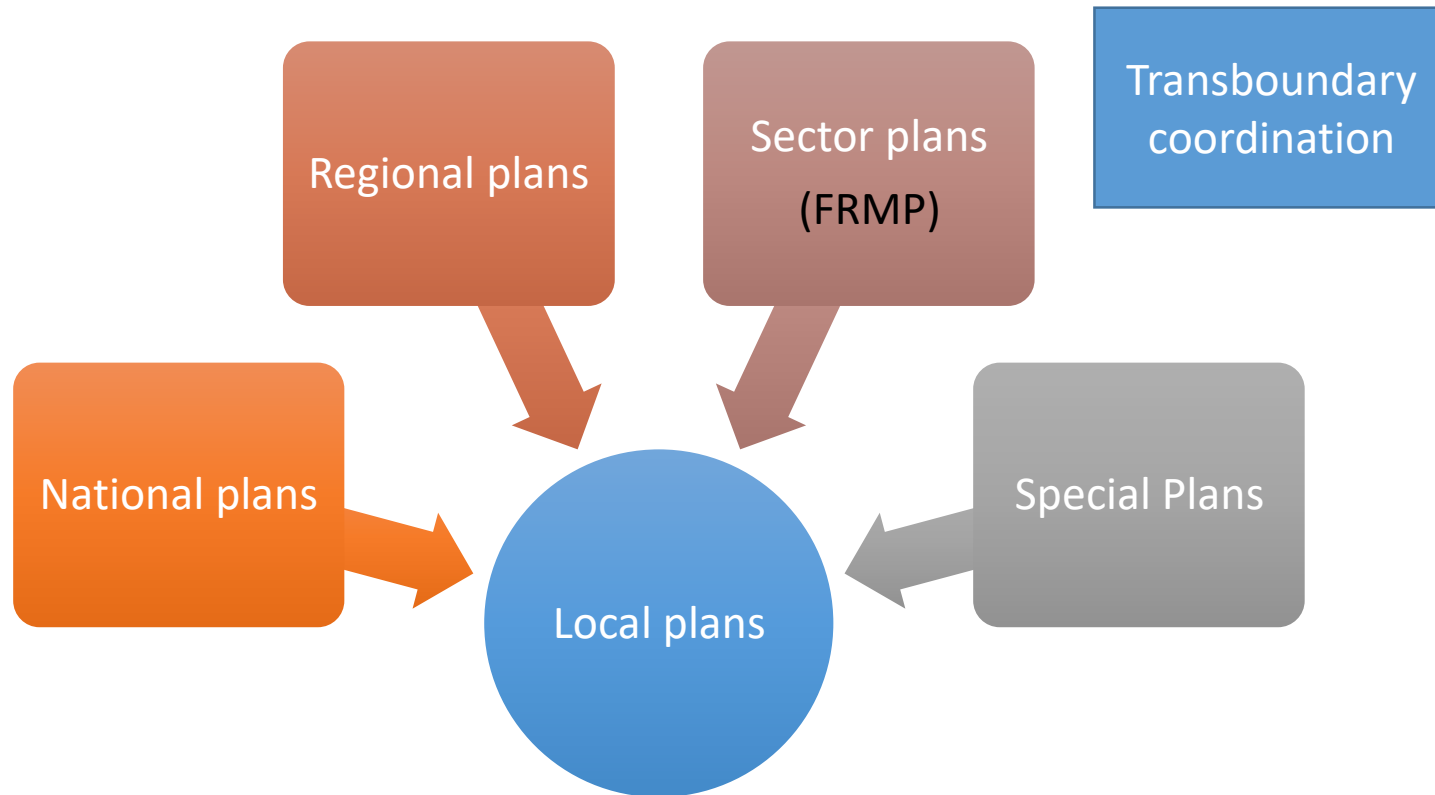 Transboundary
coordination
Regional plans
Sector plans
(FRMP)
National plans
Special Plans
Local plans